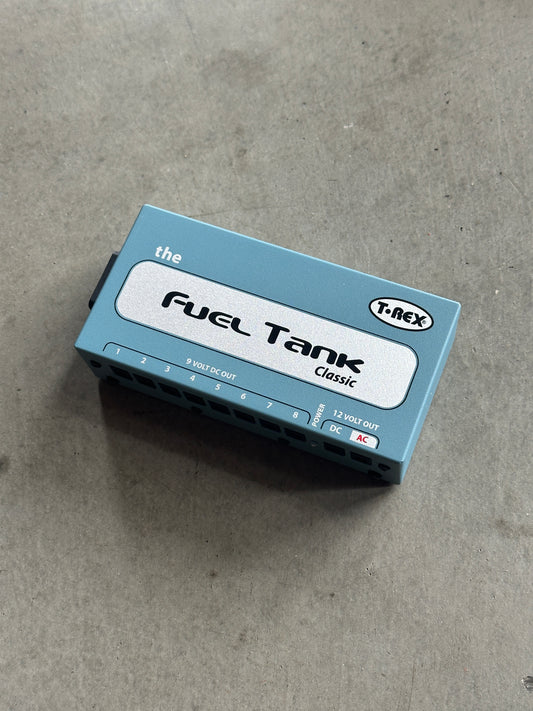 the
T·REX®
Fuel Tank
Classic
9 VOLT DC OUT
1 2 3 4 5 6 7 8
POWER
12 VOLT OUT
DC AC